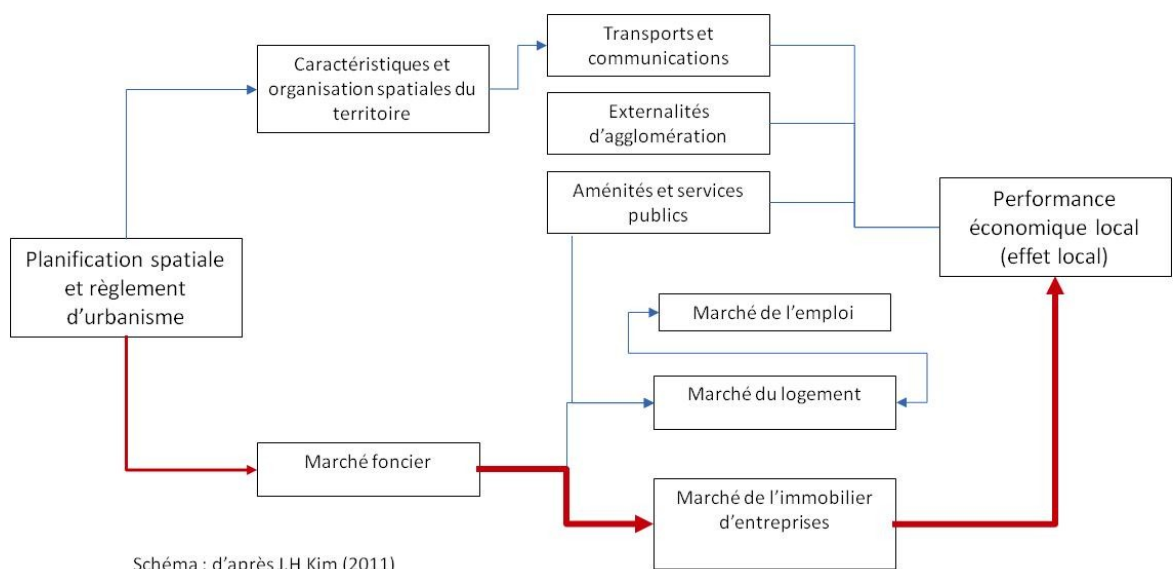 Transports et
communications
Caractéristiques et
organisation spatiales du
territoire
Externalités
d’agglomération
Aménités et services
publics
Performance
économique local
(effet local)
Planification spatiale
et règlement
d’urbanisme
Marché de l’emploi
Marché du logement
Marché foncier
Marché de l’immobilier
d’entreprises
Schéma : d’après J.H Kim (2011)